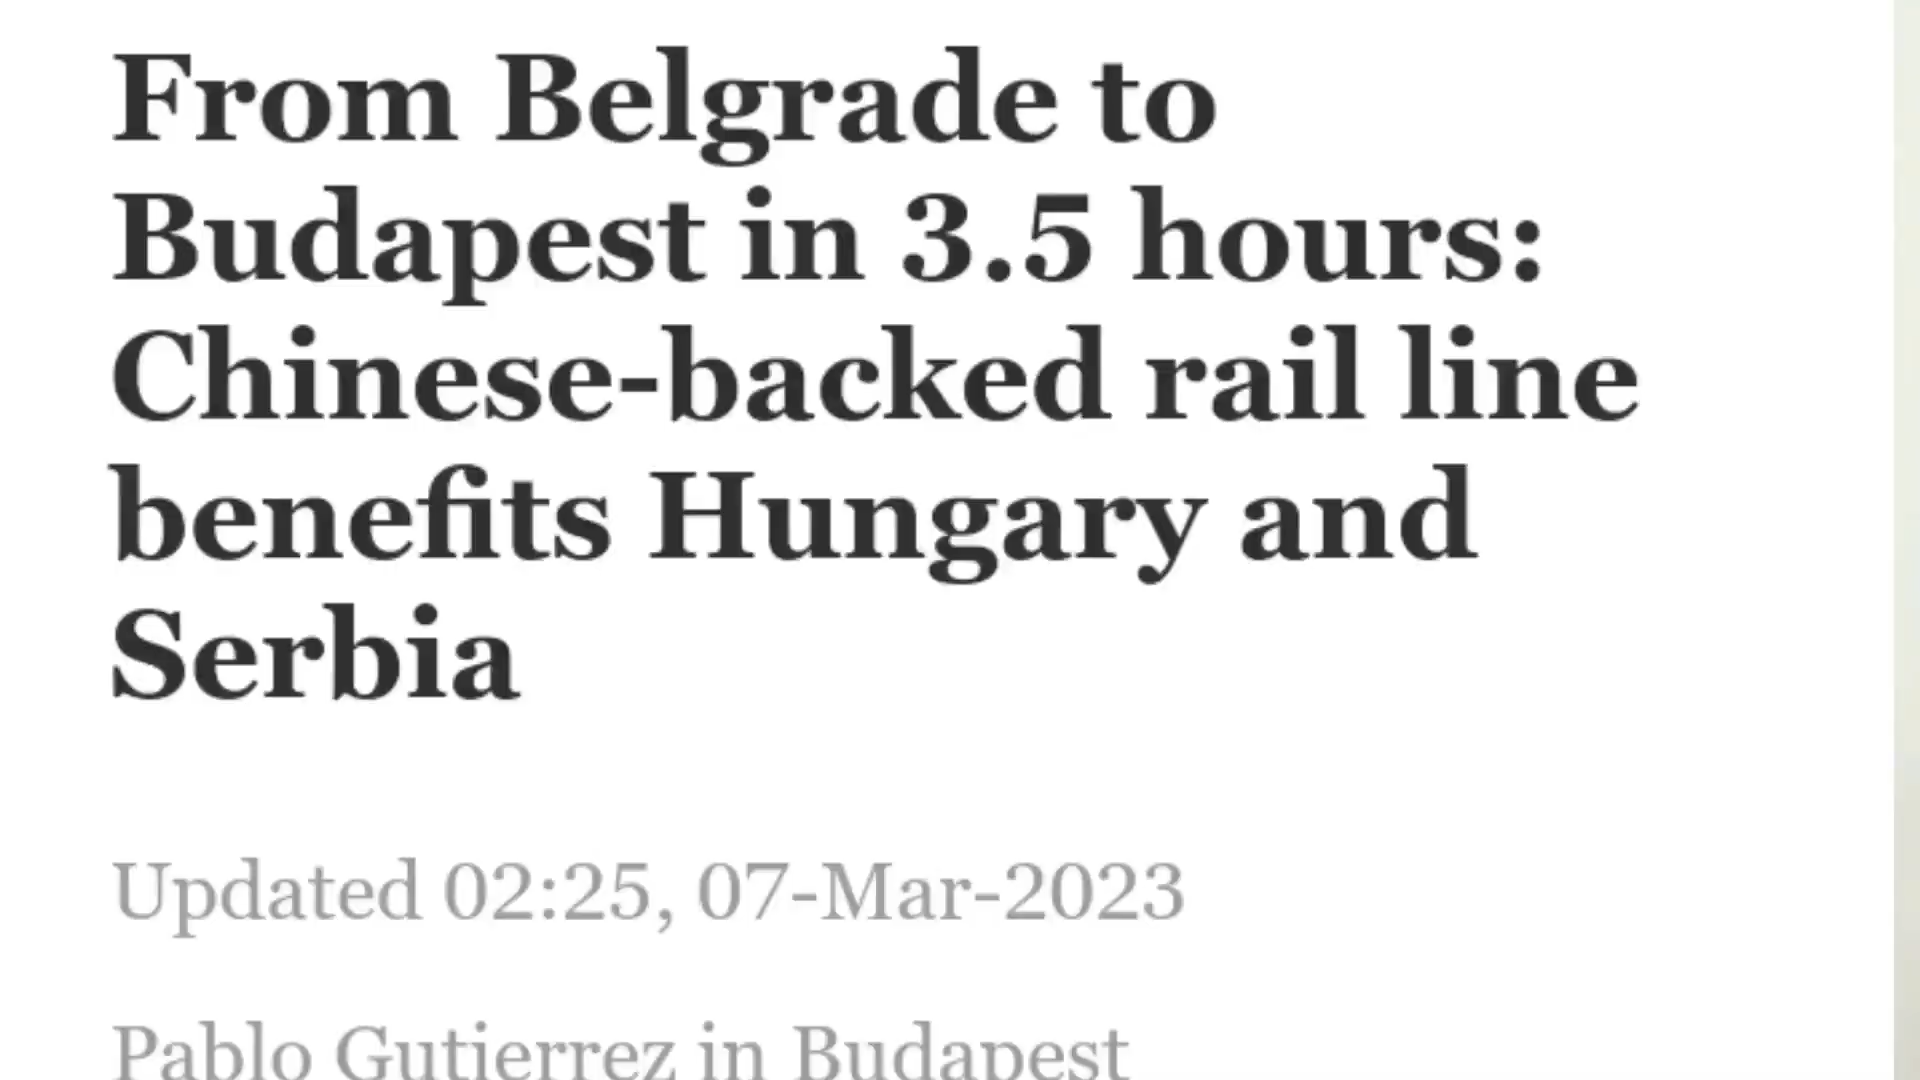 From Belgrade to
Budapest in 3.5 hours:
Chinese-backed rail line
benefits Hungary and
Serbia
Updated 02:25, 07-Mar-2023
Pablo Gutierrez in Budapest